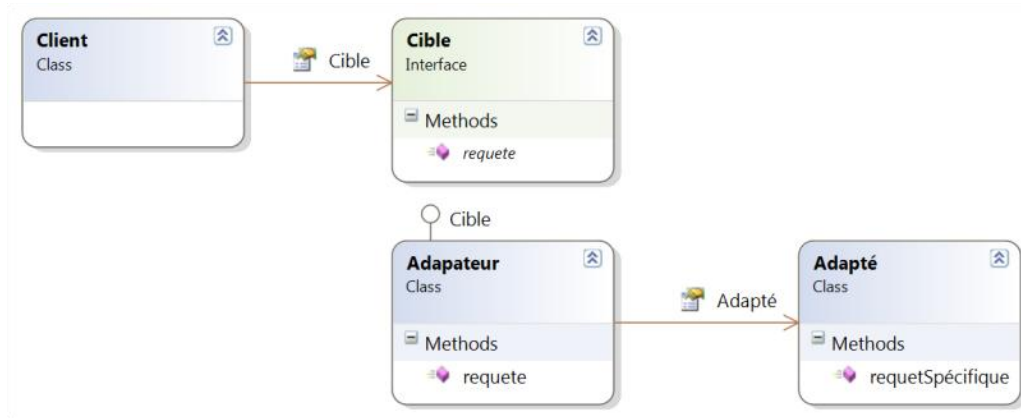 Client
Class
Cible
Cible
Interface
Methods
requete
Cible
Adapateur
Class
Methods
requete
Adapté
Adapté
Class
Methods
requetSpécifique